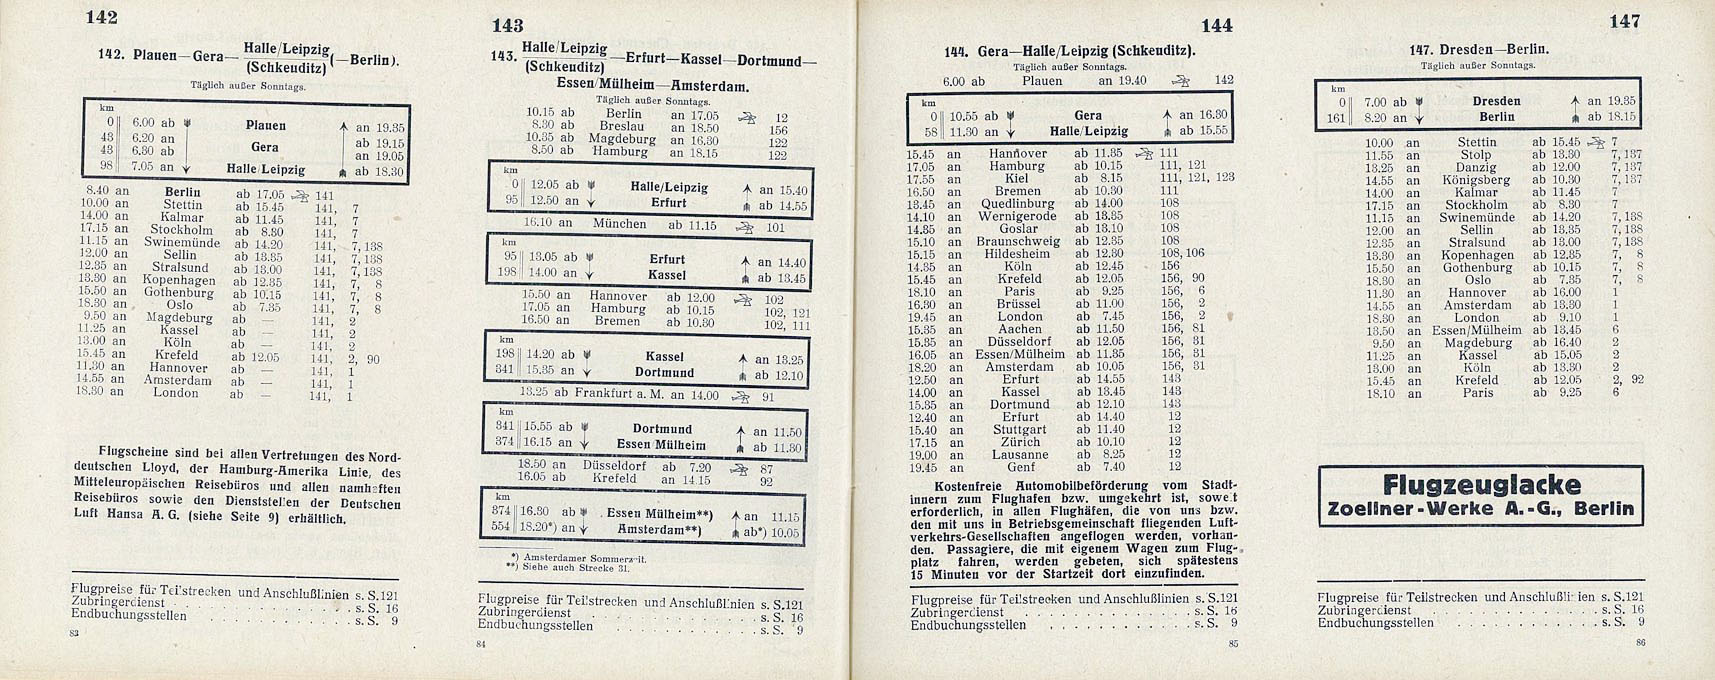 142
142. Plauen—Gera— Halle/Leipzig (Schkeuditz) (—Berlin).
Täglich außer Sonntags.
km
0 6.00 ab Plauen an 19.35
43 6.20 an Gera ab 19.15
43 6.30 ab an 19.05
98 7.05 an Halle/Leipzig ab 18.30
8.40 an Berlin ab 17.05 141
10.00 an Stettin ab 15.45 141, 7
14.00 an Kalmar ab 11.45 141, 7
17.15 an Stockholm ab 8.30 141, 7
11.15 an Swinemünde ab 14.20 141, 7, 138
12.00 an Sellin ab 13.35 141, 7, 138
12.35 an Stralsund ab 13.00 141, 7, 138
13.30 an Kopenhagen ab 12.35 141, 7, 8
15.50 an Gothenburg ab 10.15 141, 7, 8
18.30 an Oslo ab 7.35 141, 7, 8
9.50 an Magdeburg ab — 141, 2
11.25 an Kassel ab — 141, 2
13.00 an Köln ab — 141, 2
15.45 an Krefeld ab 12.05 141, 2, 90
11.30 an Hannover ab — 141, 1
14.55 an Amsterdam ab — 141, 1
18.30 an London ab — 141, 1
Flugscheine sind bei allen Vertretungen des Nord-
deutschen Lloyd, der Hamburg-Amerika Linie, des
Mitteleuropäischen Reisebüros und allen namhaften
Reisebüros sowie den Dienststellen der Deutschen
Luft Hansa A. G. (siehe Seite 9) erhältlich.
Flugpreise für Teilstrecken und Anschlußlinien s. S. 121
Zubringerdienst . . . . . . . . . . . . s. S. 16
Endbuchungsstellen . . . . . . . . . . . s. S. 9
83
143
143. Halle/Leipzig (Schkeuditz) —Erfurt—Kassel—Dortmund—
Essen/Mülheim—Amsterdam.
Täglich außer Sonntags.
10.15 ab Berlin an 17.05 12
8.30 ab Breslau an 18.50 156
10.35 ab Magdeburg an 16.30 122
8.50 ab Hamburg an 18.15 122
km
0 12.05 ab Halle/Leipzig an 15.40
95 12.50 an Erfurt ab 14.55
16.10 an München ab 11.15 101
km
95 13.05 ab Erfurt an 14.40
198 14.00 an Kassel ab 13.45
15.50 an Hannover ab 12.00 102
17.05 an Hamburg ab 10.15 102, 121
16.50 an Bremen ab 10.30 102, 111
km
198 14.20 ab Kassel an 13.25
341 15.35 an Dortmund ab 12.10
13.25 ab Frankfurt a. M. an 14.00 91
km
341 15.55 ab Dortmund an 11.50
374 16.15 an Essen/Mülheim ab 11.30
18.50 an Düsseldorf ab 7.20 87
16.05 ab Krefeld an 14.15 92
km
374 16.30 ab Essen Mülheim**) an 11.15
554 18.20*) an Amsterdam**) ab*) 10.05
*) Amsterdamer Sommerzeit.
**) Siehe auch Strecke 31.
Flugpreise für Teilstrecken und Anschlußlinien s. S. 121
Zubringerdienst . . . . . . . . . . . . s. S. 16
Endbuchungsstellen . . . . . . . . . . . s. S. 9
84
144
144. Gera—Halle/Leipzig (Schkeuditz).
Täglich außer Sonntags.
6.00 ab Plauen an 19.40 142
km
0 10.55 ab Gera an 16.30
58 11.30 an Halle/Leipzig ab 15.55
15.45 an Hannover ab 11.35 111
17.05 an Hamburg ab 10.15 111, 121
17.55 an Kiel ab 8.15 111, 121, 123
16.50 an Bremen ab 10.30 111
13.45 an Quedlinburg ab 14.00 108
14.10 an Wernigerode ab 13.35 108
14.35 an Goslar ab 13.10 108
15.10 an Braunschweig ab 12.35 108
15.15 an Hildesheim ab 12.30 108, 106
14.35 an Köln ab 12.45 156
15.45 an Krefeld ab 12.05 156, 90
18.10 an Paris ab 9.25 156, 6
16.30 an Brüssel ab 11.00 156, 2
19.45 an London ab 7.45 156, 2
15.35 an Aachen ab 11.50 156, 81
15.35 an Düsseldorf ab 12.05 156, 31
16.05 an Essen/Mülheim ab 11.35 156, 31
18.20 an Amsterdam ab 10.05 156, 31
12.50 an Erfurt ab 14.55 143
14.00 an Kassel ab 13.45 143
15.35 an Dortmund ab 12.10 143
12.40 an Erfurt ab 14.40 12
15.40 an Stuttgart ab 11.40 12
17.15 an Zürich ab 10.10 12
19.00 an Lausanne ab 8.25 12
19.45 an Genf ab 7.40 12
Kostenfreie Automobilbeförderung vom Stadt-
innern zum Flughafen bzw. umgekehrt ist, soweit
erforderlich, in allen Flughäfen, die von uns bzw.
den mit uns in Betriebsgemeinschaft fliegenden Luft-
verkehrs-Gesellschaften angeflogen werden, vorhan-
den. Passagiere, die mit eigenem Wagen zum Flug-
platz fahren, werden gebeten, sich spätestens
15 Minuten vor der Startzeit dort einzufinden.
Flugpreise für Teilstrecken und Anschlußlinien s. S. 121
Zubringerdienst . . . . . . . . . . . . s. S. 16
Endbuchungsstellen . . . . . . . . . . . s. S. 9
85
147
147. Dresden—Berlin.
Täglich außer Sonntags.
km
0 7.00 ab Dresden an 19.35
161 8.20 an Berlin ab 18.15
10.00 an Stettin ab 15.45 7
11.55 an Stolp ab 13.30 7, 137
13.25 an Danzig ab 12.00 7, 137
14.55 an Königsberg ab 10.30 7, 137
14.00 an Kalmar ab 11.45 7
17.15 an Stockholm ab 8.30 7
11.15 an Swinemünde ab 14.20 7, 138
12.00 an Sellin ab 13.35 7, 138
12.35 an Stralsund ab 13.00 7, 138
13.30 an Kopenhagen ab 12.35 7, 8
15.50 an Gothenburg ab 10.15 7, 8
18.30 an Oslo ab 7.35 7, 8
11.30 an Hannover ab 16.00 1
14.55 an Amsterdam ab 13.30 1
18.30 an London ab 9.10 1
13.50 an Essen/Mülheim ab 13.45 6
9.50 an Magdeburg ab 16.40 2
11.25 an Kassel ab 15.05 2
13.00 an Köln ab 13.30 2
15.45 an Krefeld ab 12.05 2, 92
18.10 an Paris ab 9.25 6
Flugzeuglacke
Zoellner-Werke A.-G., Berlin
Flugpreise für Teilstrecken und Anschlußlinien s. S. 121
Zubringerdienst . . . . . . . . . . . . s. S. 16
Endbuchungsstellen . . . . . . . . . . . s. S. 9
86